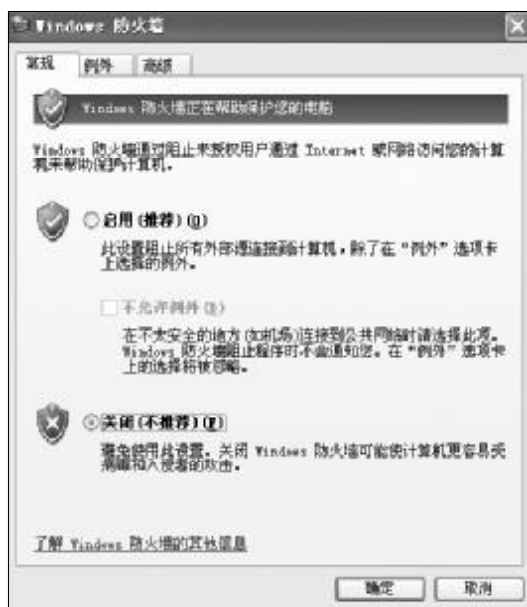 Windows 防火墙
常规 例外 高级
Windows 防火墙正在帮助保护您的电脑
Windows 防火墙通过阻止未授权用户通过 Internet 或网络访问您的计算
机来帮助保护计算机。
启用(推荐)(O)
此设置阻止所有外部源连接到计算机，除了在“例外”选项卡
上选择的例外。
不允许例外(D)
在不太安全的地方(如机场)连接到公共网络时请选择此项。
Windows 防火墙阻止程序时不会通知您。在“例外”选项卡
上的选择将被忽略。
关闭(不推荐)(F)
避免使用此设置。关闭 Windows 防火墙可能使计算机更容易受
病毒和入侵者的攻击。
了解 Windows 防火墙的其他信息
确定 取消